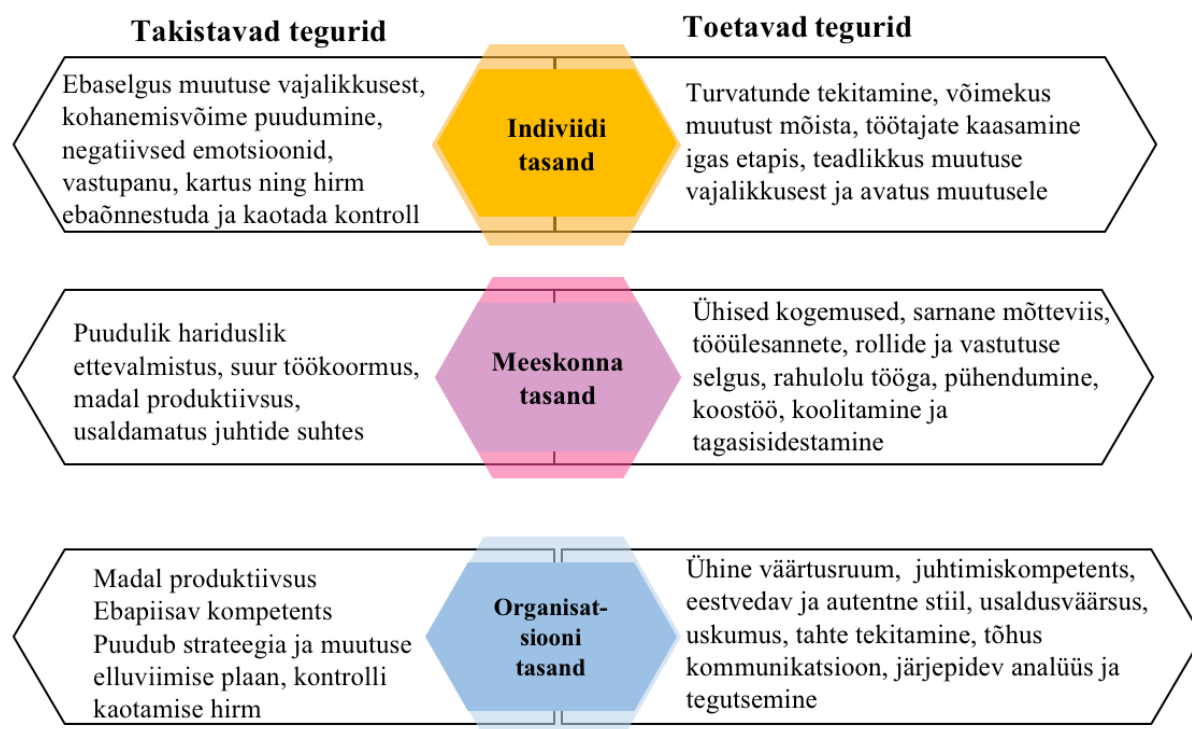 Takistavad tegurid
Toetavad tegurid
Ebaselgus muutuse vajalikkusest,
kohanemisvõime puudumine,
negatiivsed emotsioonid,
vastupanu, kartus ning hirm
ebaõnnestuda ja kaotada kontroll
Indiviidi
tasand
Turvatunde tekitamine, võimekus
muutust mõista, töötajate kaasamine
igas etapis, teadlikkus muutuse
vajalikkusest ja avatus muutusele
Puudulik hariduslik
ettevalmistus, suur töökoormus,
madal produktiivsus,
usaldamatus juhtide suhtes
Meeskonna
tasand
Ühised kogemused, sarnane mõtteviis,
tööülesannete, rollide ja vastutuse
selgus, rahulolu tööga, pühendumine,
koostöö, koolitamine ja
tagasisidestamine
Madal produktiivsus
Ebapiisav kompetents
Puudub strateegia ja muutuse
elluviimise plaan, kontrolli
kaotamise hirm
Organisat-
siooni
tasand
Ühine väärtusruum, juhtimiskompetents,
eestvedav ja autentne stiil, usaldusväärsus,
uskumus, tahte tekitamine, tõhus
kommunikatsioon, järjepidev analüüs ja
tegutsemine